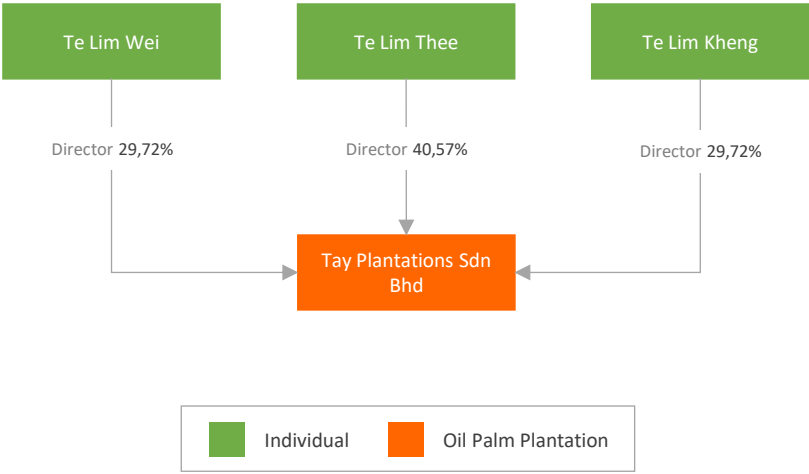 Te Lim Wei
Te Lim Thee
Te Lim Kheng
Director 29,72%
Director 40,57%
Director 29,72%
Tay Plantations Sdn
Bhd
Individual
Oil Palm Plantation